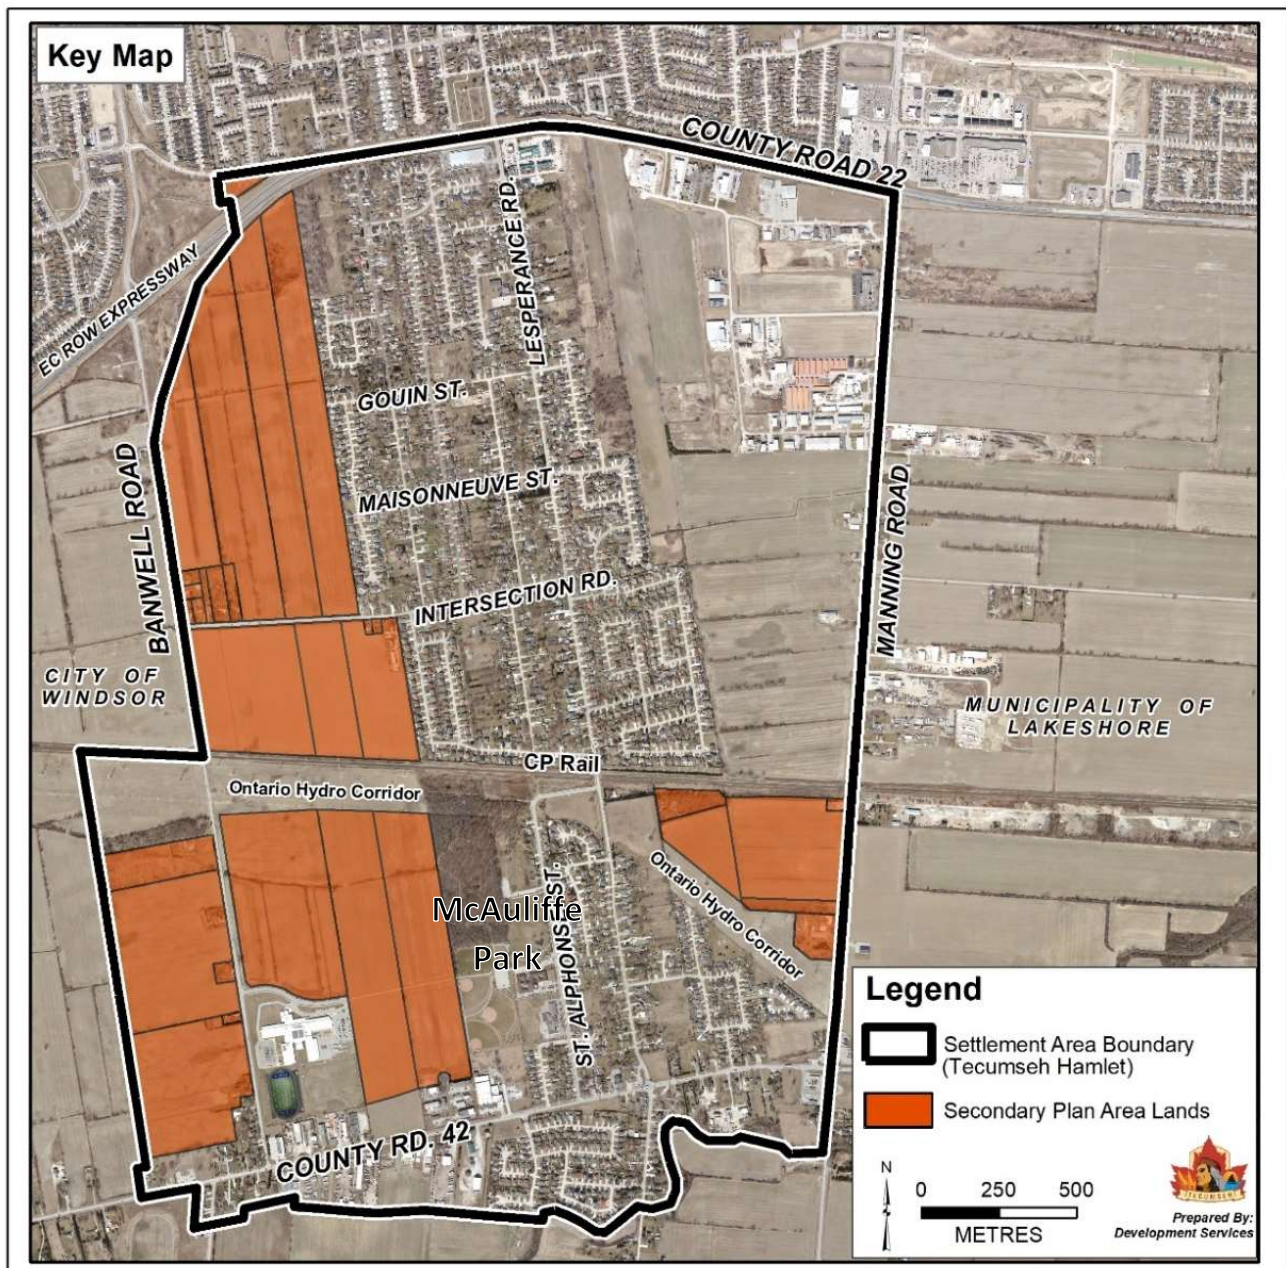 Key Map
COUNTY ROAD 22
LESPERANCE RD.
EC ROW EXPRESSWAY
GOUIN ST.
MAISONNEUVE ST.
BANWELL ROAD
MANNING ROAD
INTERSECTION RD.
CITY OF
WINDSOR
MUNICIPALITY OF
LAKESHORE
CP Rail
Ontario Hydro Corridor
Ontario Hydro Corridor
McAuliffe
Park
ST. ALPHONSE ST.
COUNTY RD. 42
Legend
Settlement Area Boundary
(Tecumseh Hamlet)
Secondary Plan Area Lands
N
0 250 500
METRES
TECUMSEH
Prepared By:
Development Services